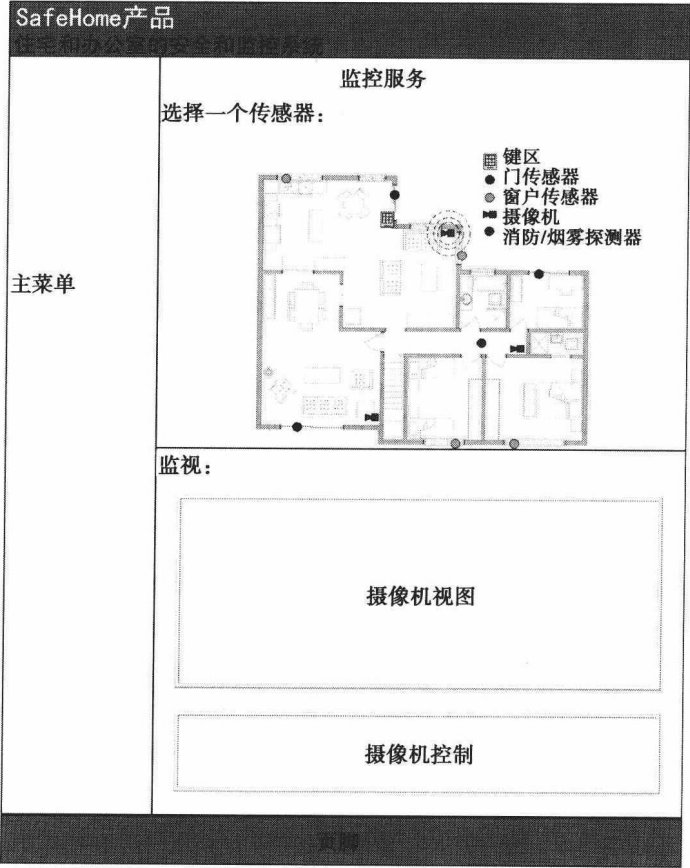 SafeHome产品
住宅和办公室的安全和监控系统
监控服务
选择一个传感器:
键区
门传感器
窗户传感器
摄像机
消防/烟雾探测器
主菜单
监视:
摄像机视图
摄像机控制
页脚